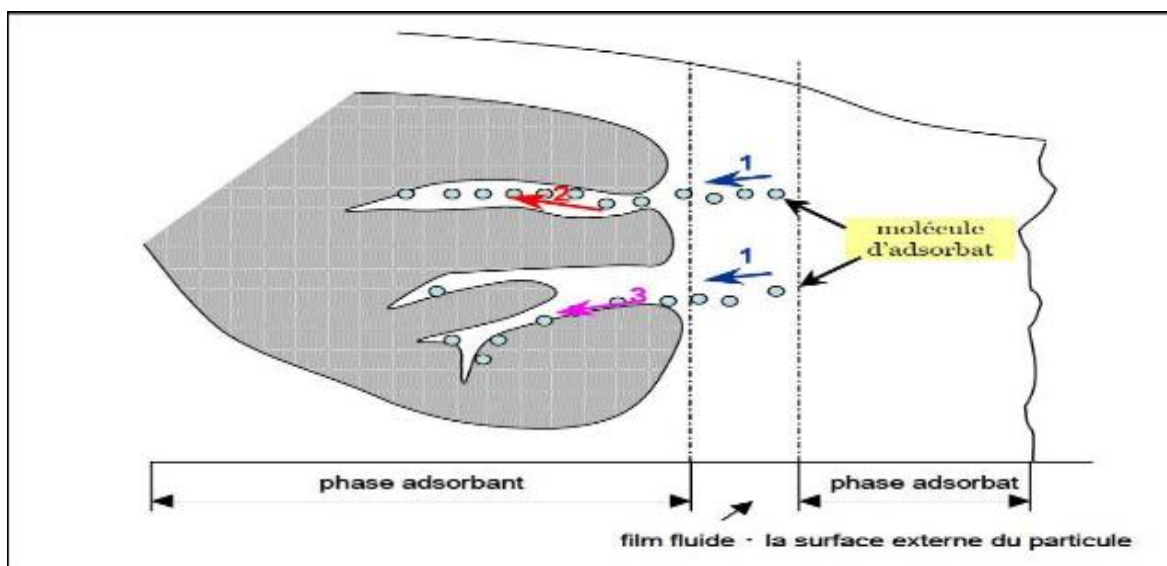 1
2
molécule
d'adsorbat
1
3
phase adsorbant
phase adsorbat
film fluide · la surface externe du particule